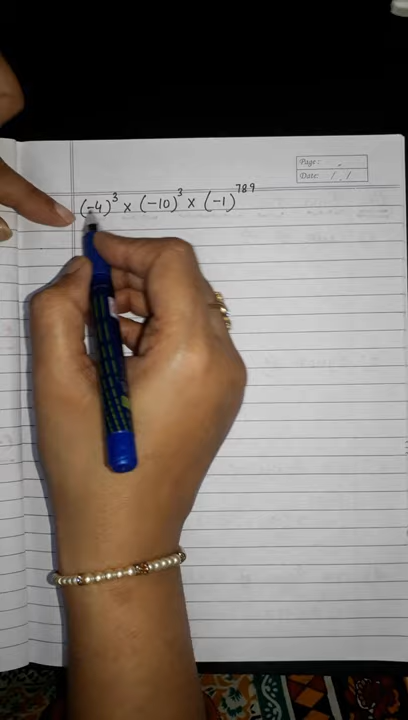 Page :
Date: / /
(-4)³ × (-10)³ × (-1)⁷⁸⁹